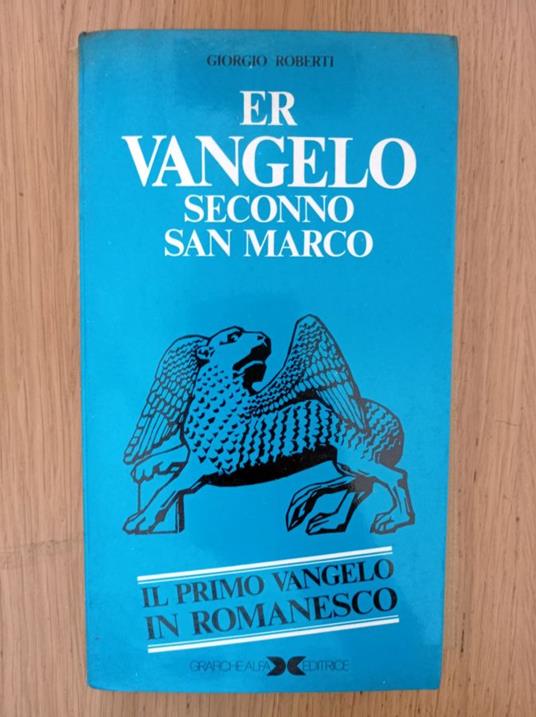 GIORGIO ROBERTI
ER
VANGELO
SECONNO
SAN MARCO
IL PRIMO VANGELO
IN ROMANESCO
GRAFICHE ALFA EDITRICE